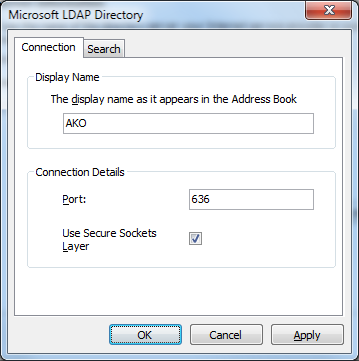 Microsoft LDAP Directory
Connection Search
Display Name
The display name as it appears in the Address Book
AKO
Connection Details
Port: 636
Use Secure Sockets
Layer
OK Cancel Apply